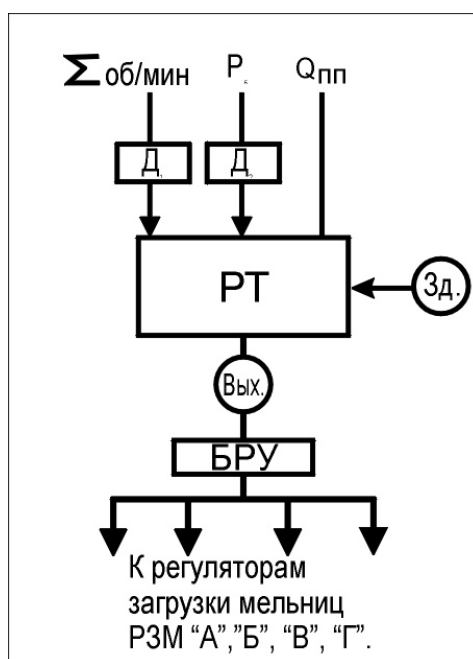 Σ об/мин Р Qпп
Д Д
РТ
Зд.
Вых.
БРУ
К регуляторам
загрузки мельниц
РЗМ “А”,”Б”, “В”, “Г”.